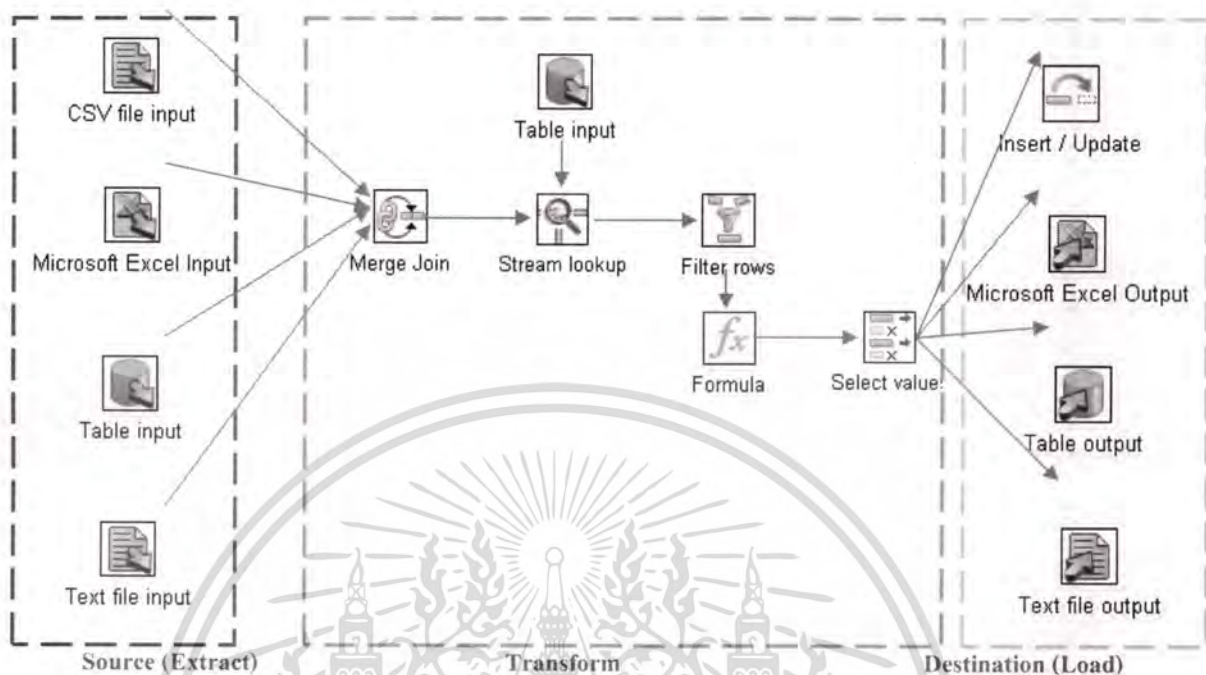 CSV file input
Microsoft Excel Input
Table input
Text file input
Source (Extract)
Table input
Merge Join
Stream lookup
Filter rows
fx
Formula
Select value
Transform
Insert / Update
Microsoft Excel Output
Table output
Text file output
Destination (Load)